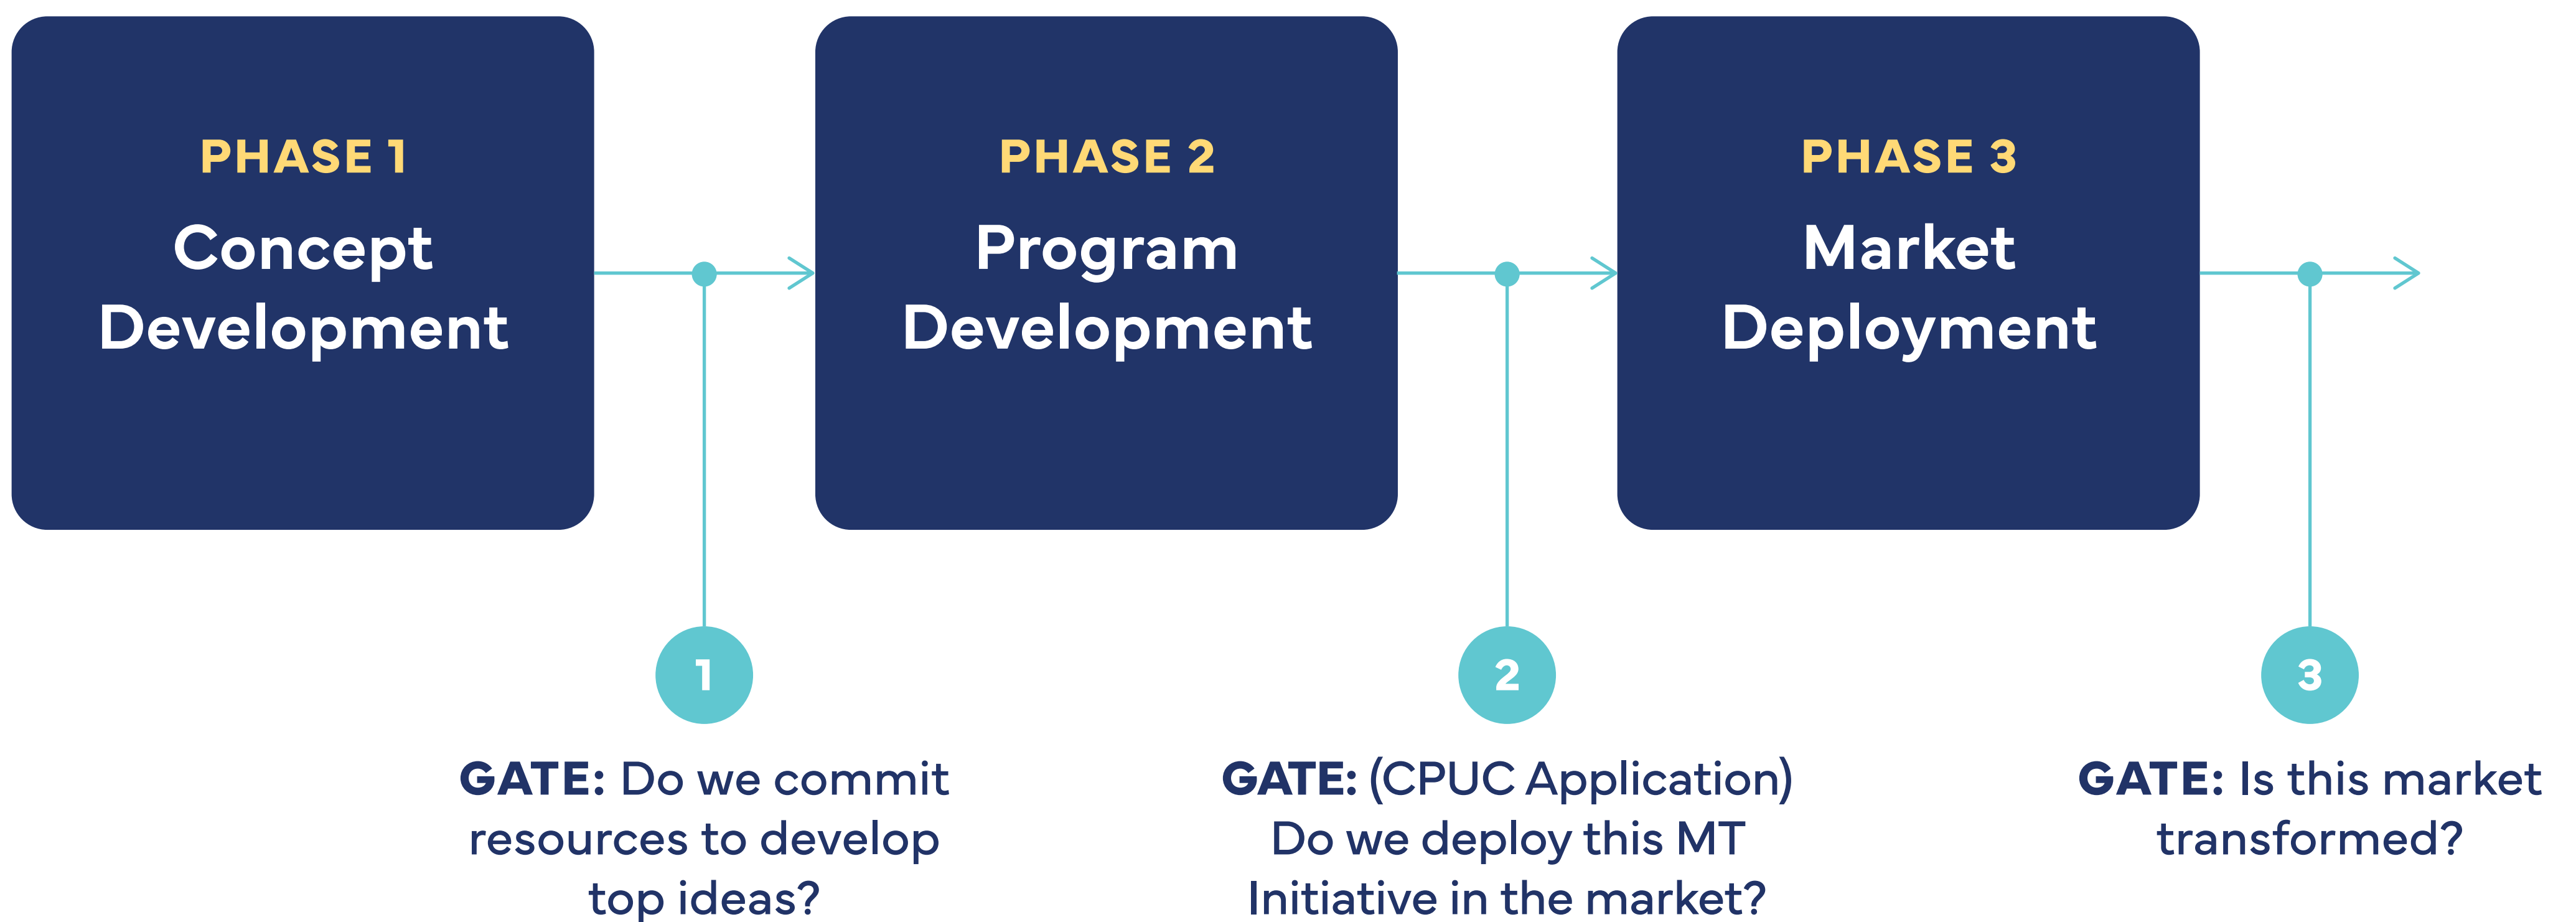 PHASE 1
Concept
Development
PHASE 2
Program
Development
PHASE 3
Market
Deployment
1
GATE: Do we commit
resources to develop
top ideas?
2
GATE: (CPUC Application)
Do we deploy this MT
Initiative in the market?
3
GATE: Is this market
transformed?